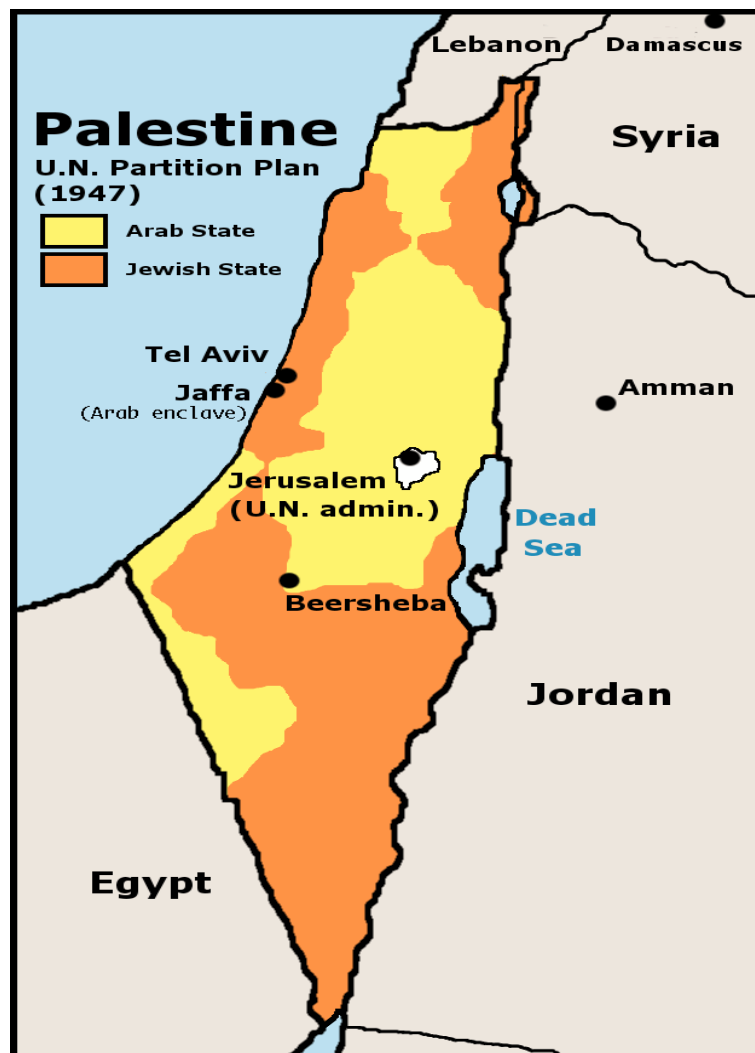 Lebanon
Damascus
Palestine
U.N. Partition Plan
(1947)
Syria
Arab State
Jewish State
Tel Aviv
Jaffa
(Arab enclave)
Amman
Jerusalem
(U.N. admin.)
Dead
Sea
Beersheba
Jordan
Egypt